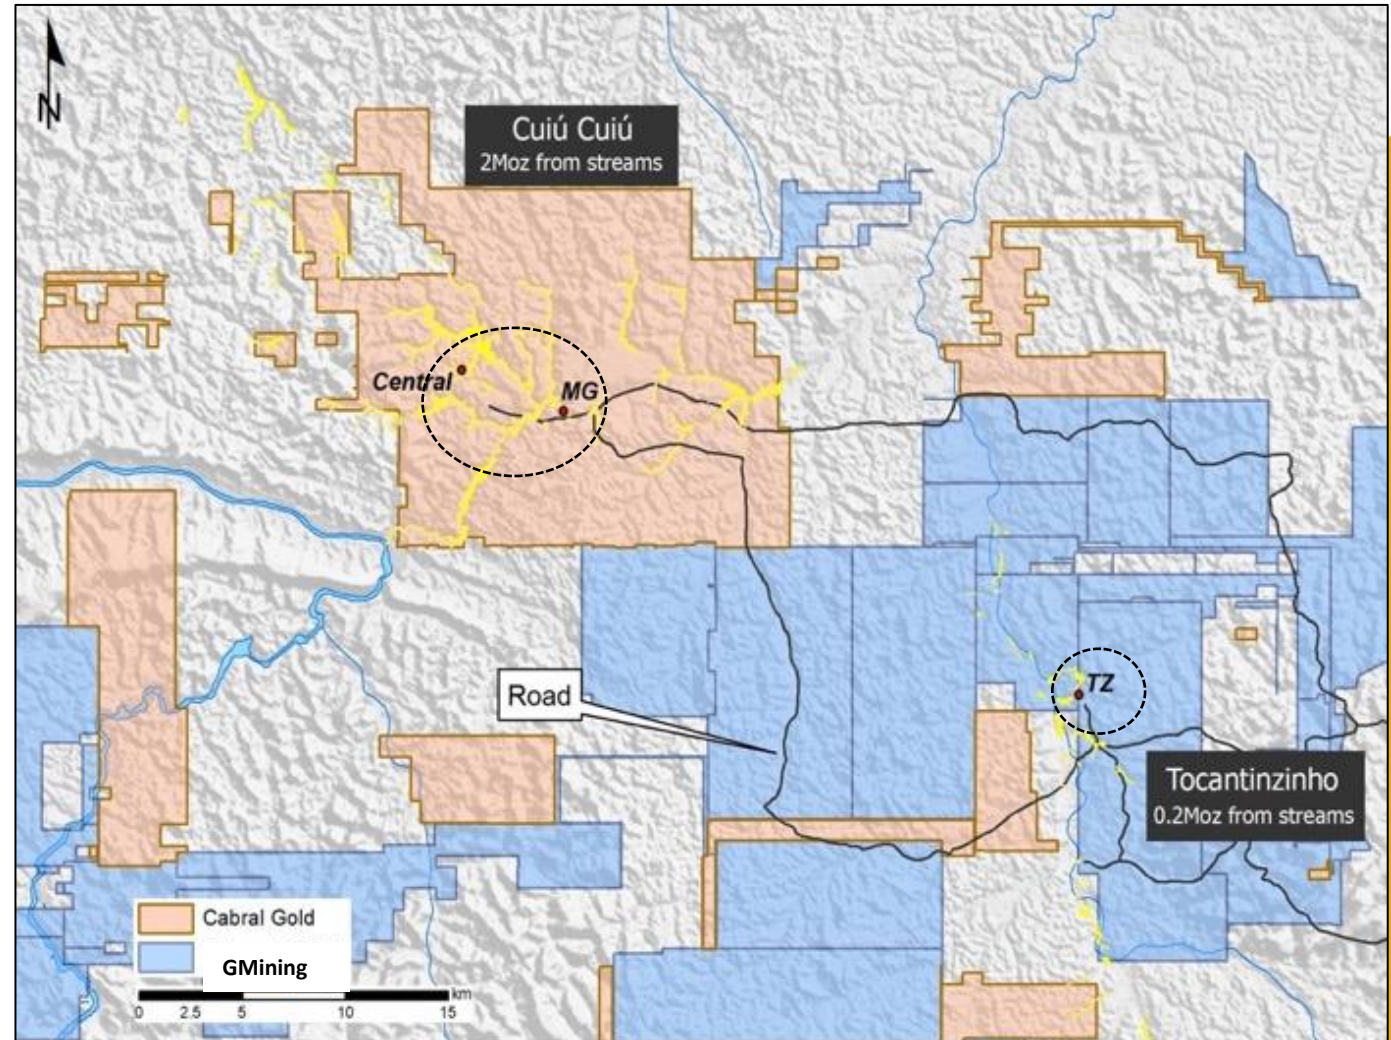 N
Cuiú Cuiú
2Moz from streams
Central
MG
Road
TZ
Tocantinzinho
0.2Moz from streams
Cabral Gold
GMining
km
0 2.5 5 10 15